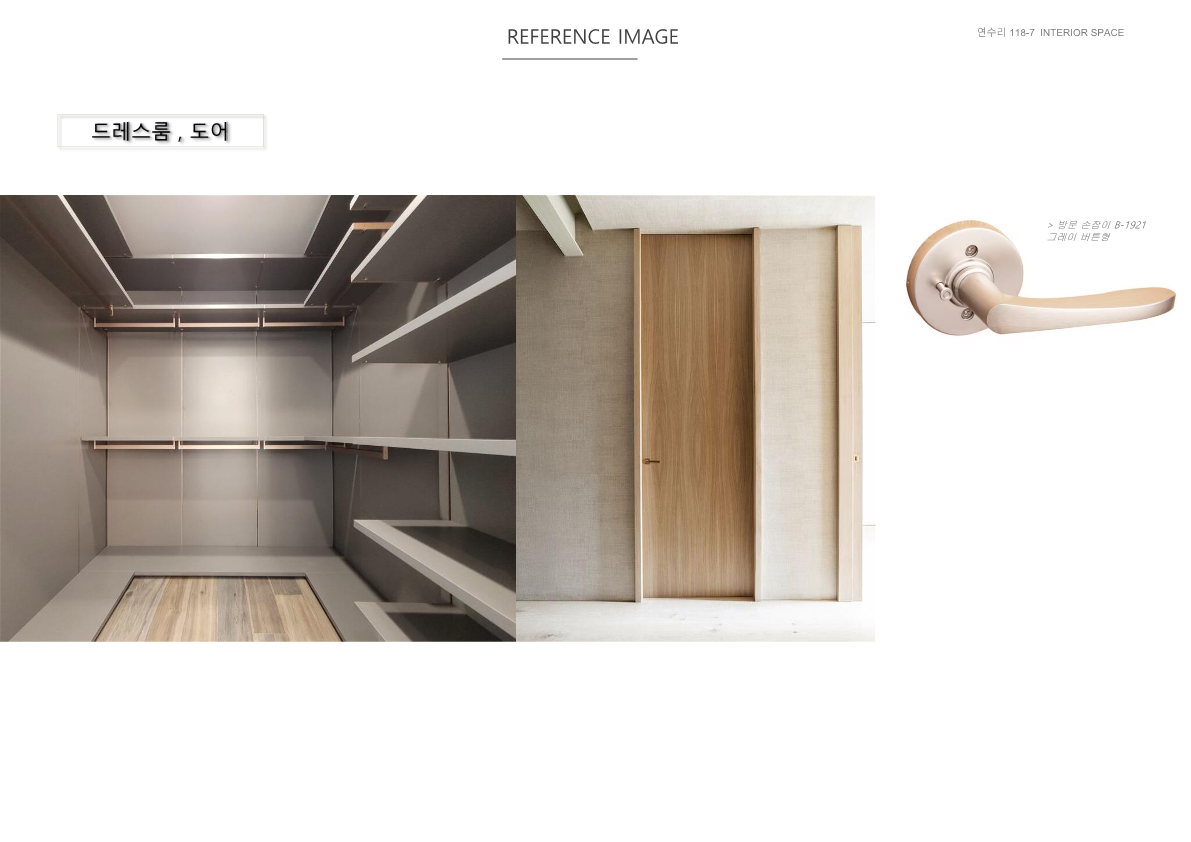 REFERENCE IMAGE
연수리 118-7 INTERIOR SPACE
드레스룸 , 도어
> 방문 손잡이 B-1921
그레이 버튼형